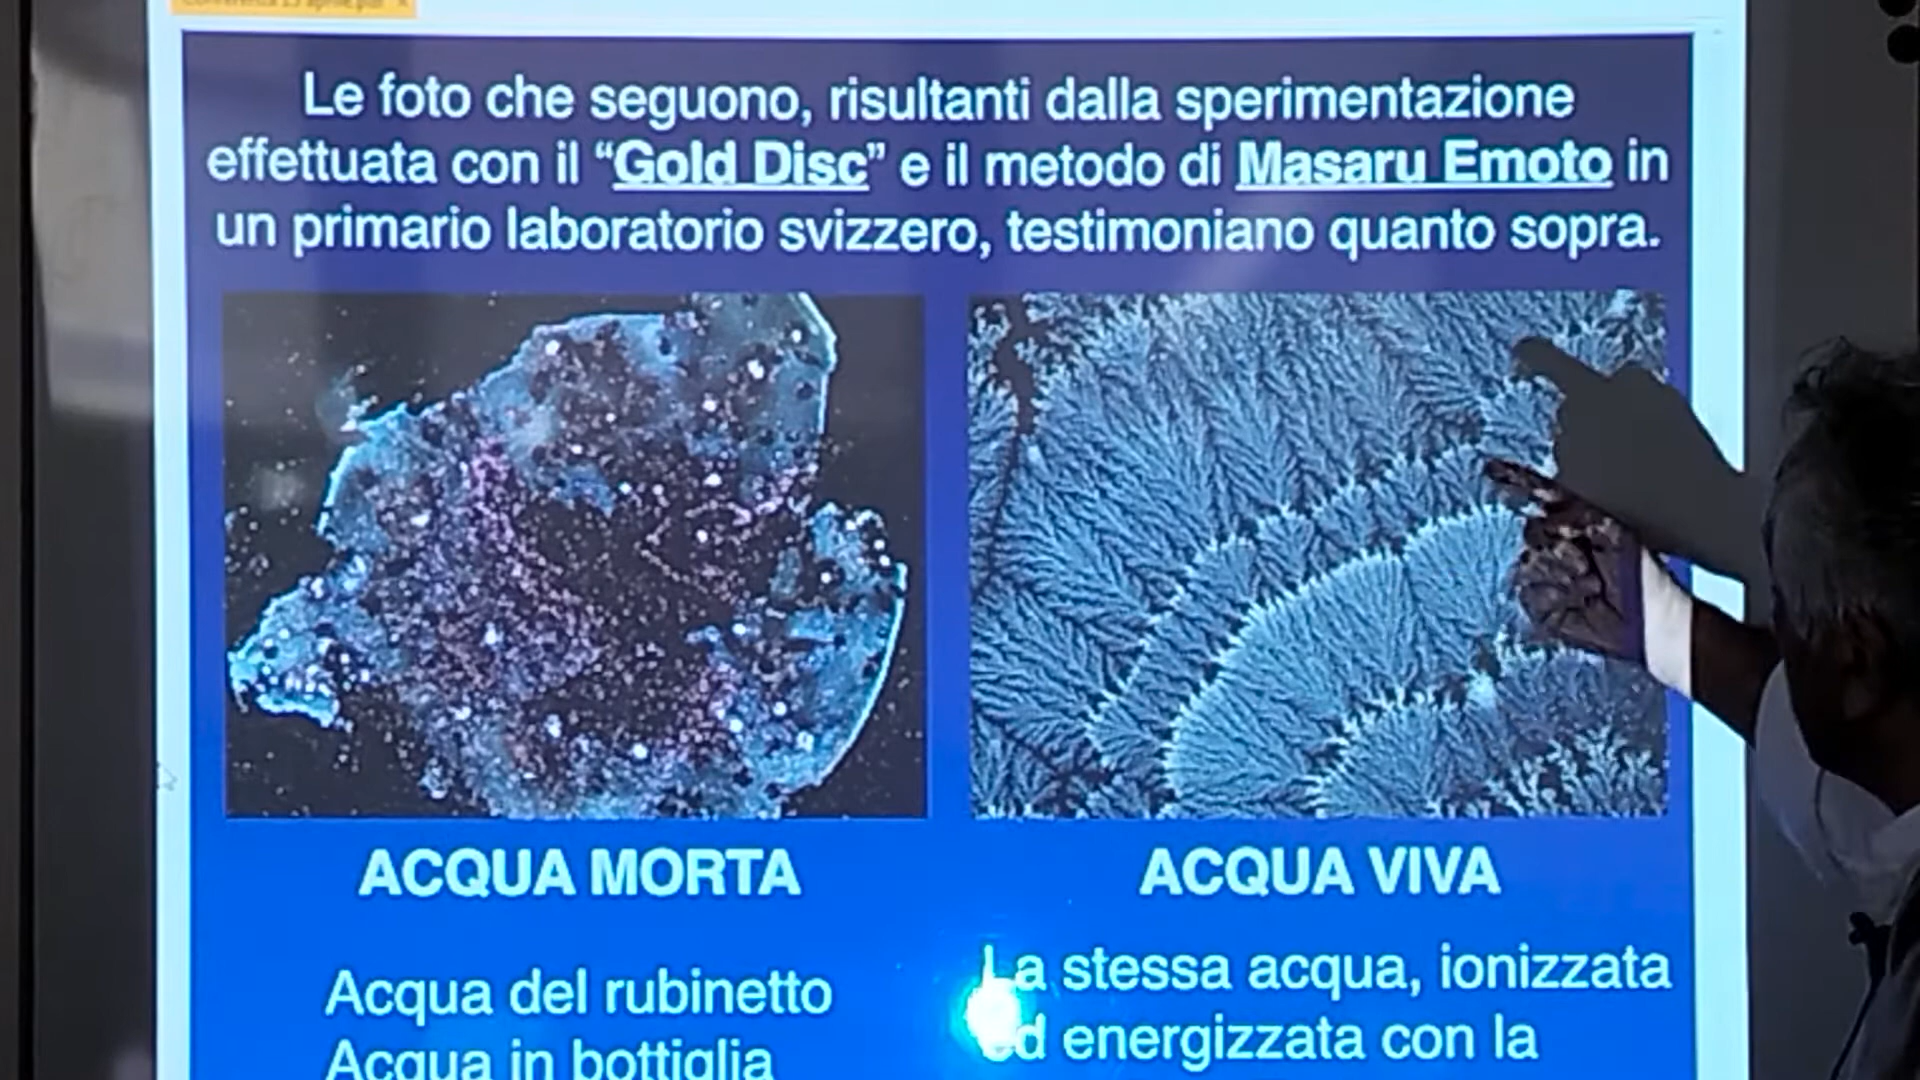 Le foto che seguono, risultanti dalla sperimentazione
effettuata con il “Gold Disc” e il metodo di Masaru Emoto in
un primario laboratorio svizzero, testimoniano quanto sopra.
ACQUA MORTA
ACQUA VIVA
Acqua del rubinetto
Acqua in bottiglia
La stessa acqua, ionizzata
ed energizzata con la